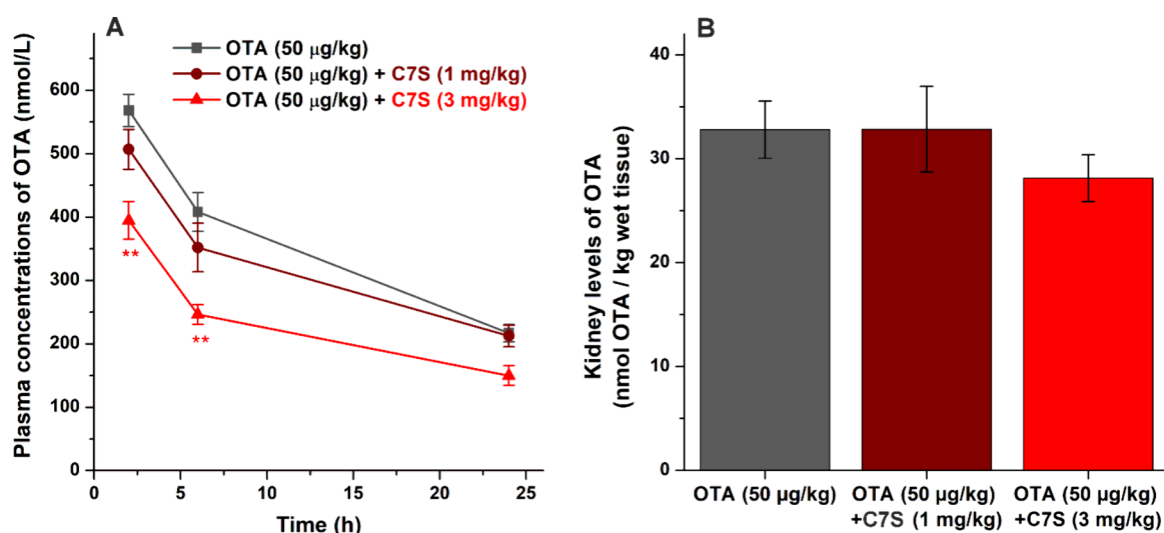 A
OTA (50 μg/kg)
OTA (50 μg/kg) + C7S (1 mg/kg)
OTA (50 μg/kg) + C7S (3 mg/kg)
Plasma concentrations of OTA (nmol/L)
600
500
400
300
200
100
0
**
**
0
5
10
15
20
25
Time (h)
B
Kidney levels of OTA
(nmol OTA / kg wet tissue)
40
30
20
10
0
OTA (50 μg/kg)
OTA (50 μg/kg)
+C7S (1 mg/kg)
OTA (50 μg/kg)
+C7S (3 mg/kg)